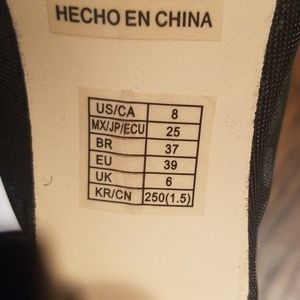 HECHO EN CHINA
US/CA 8
MX/JP/ECU 25
BR 37
EU 39
UK 6
KR/CN 250(1.5)